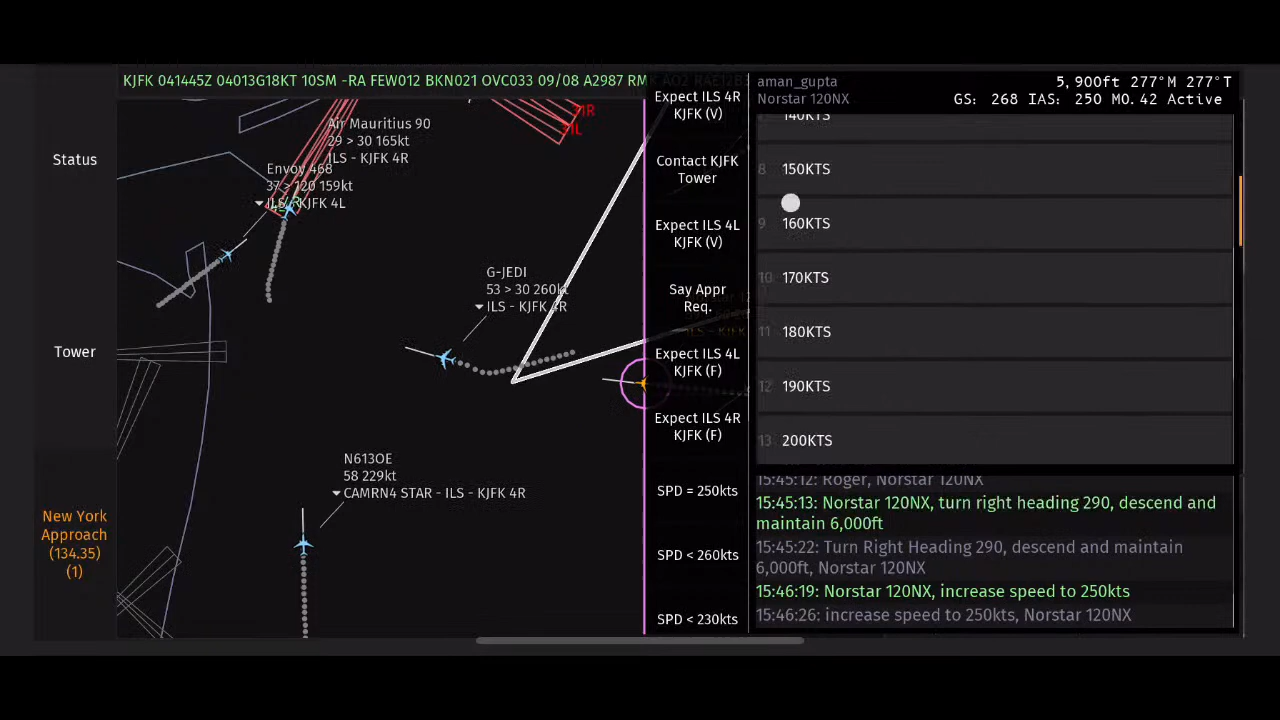 KJFK 041445Z 04013G18KT 10SM -RA FEW012 BKN021 OVC033 09/08 A2987 RMK AO2
Status
Tower
New York
Approach
(134.35)
(1)
31R
31L
Air Mauritius 90
29 > 30 165kt
ILS - KJFK 4R
Envoy 468
37 > 120 159kt
ILS - KJFK 4L
G-JEDI
53 > 30 260kt
ILS - KJFK 4R
N613OE
58 229kt
CAMRN4 STAR - ILS - KJFK 4R
Expect ILS 4R
KJFK (V)
Contact KJFK
Tower
Expect ILS 4L
KJFK (V)
Say Appr
Req.
Expect ILS 4L
KJFK (F)
Expect ILS 4R
KJFK (F)
SPD = 250kts
SPD < 260kts
SPD < 230kts
aman_gupta
Norstar 120NX
5,900ft 277°M 277°T
GS: 268 IAS: 250 M0.42 Active
140KTS
8 150KTS
9 160KTS
10 170KTS
11 180KTS
12 190KTS
13 200KTS
15:45:12: Roger, Norstar 120NX
15:45:13: Norstar 120NX, turn right heading 290, descend and
maintain 6,000ft
15:45:22: Turn Right Heading 290, descend and maintain
6,000ft, Norstar 120NX
15:46:19: Norstar 120NX, increase speed to 250kts
15:46:26: increase speed to 250kts, Norstar 120NX